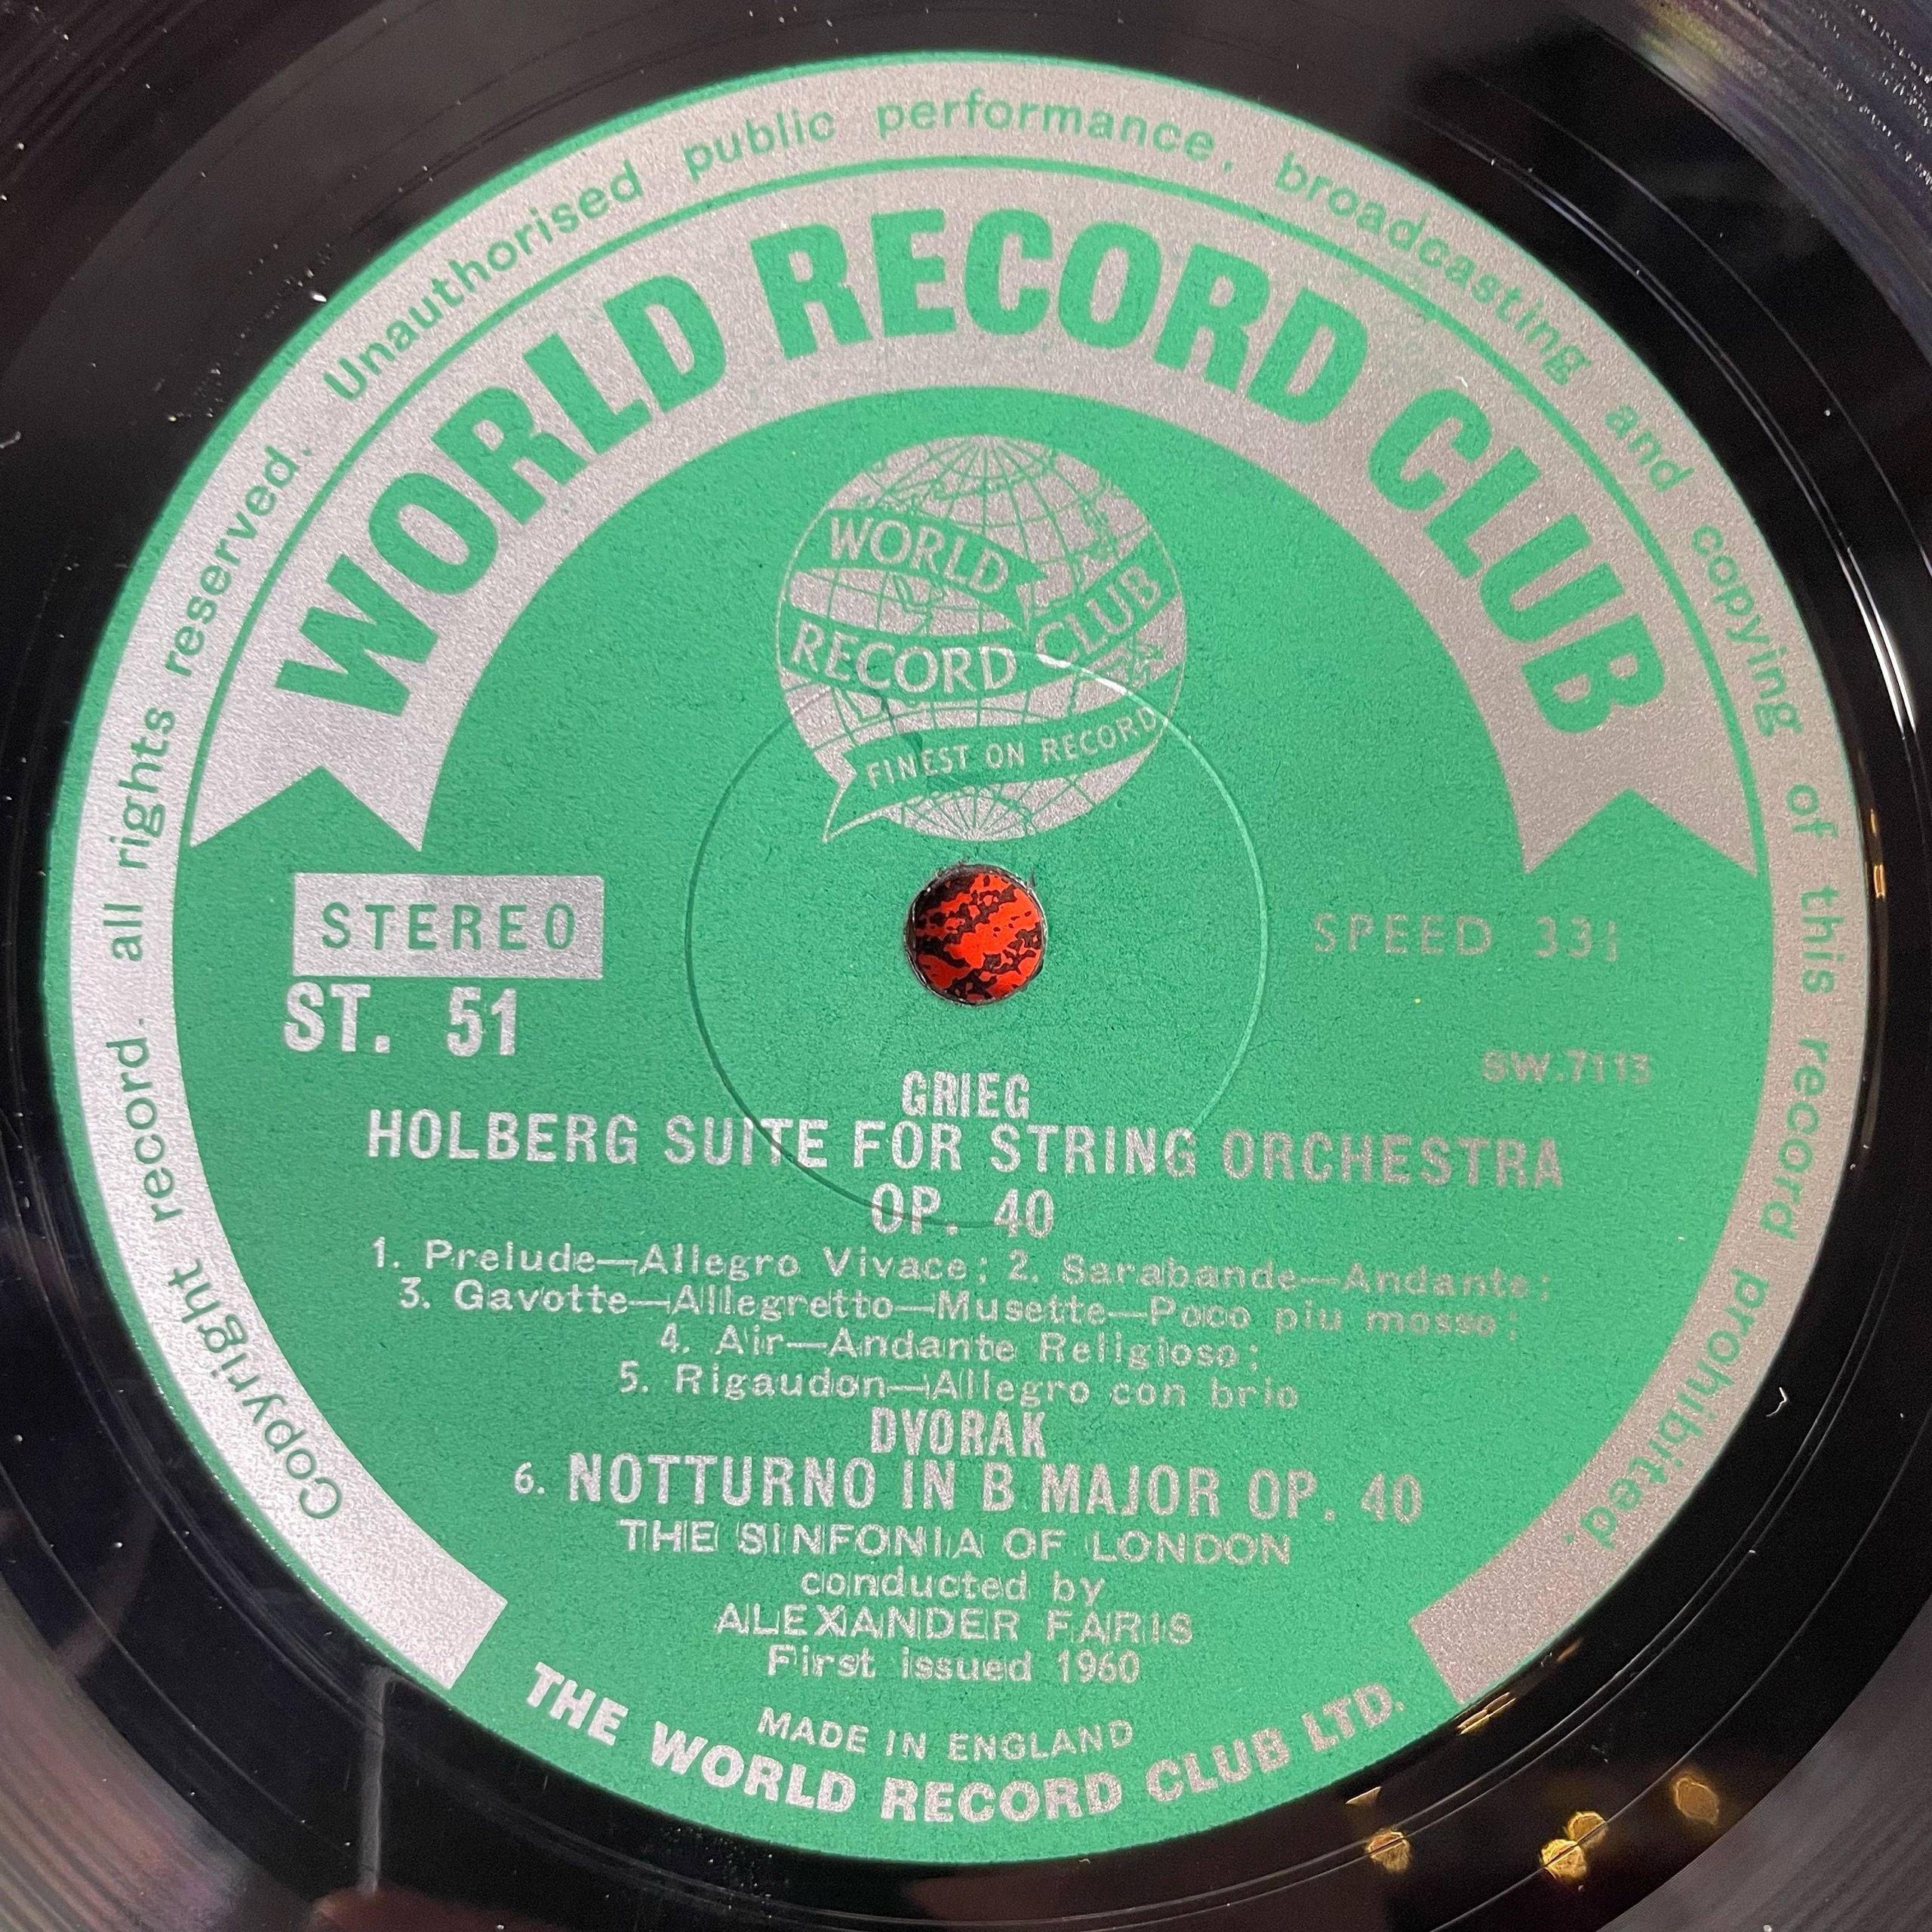 Copyright record. all rights reserved. Unauthorised public performance, broadcasting and copying of this record prohibited.
WORLD RECORD CLUB
WORLD
RECORD CLUB
FINEST ON RECORD
STEREO
SPEED 33⅓
ST. 51
SW.7113
GRIEG
HOLBERG SUITE FOR STRING ORCHESTRA
OP. 40
1. Prelude—Allegro Vivace; 2. Sarabande—Andante;
3. Gavotte—Allegretto—Musette—Poco piu mosso;
4. Air—Andante Religioso;
5. Rigaudon—Allegro con brio
DVORAK
6. NOTTURNO IN B MAJOR OP. 40
THE SINFONIA OF LONDON
conducted by
ALEXANDER FARIS
First issued 1960
MADE IN ENGLAND
THE WORLD RECORD CLUB LTD.